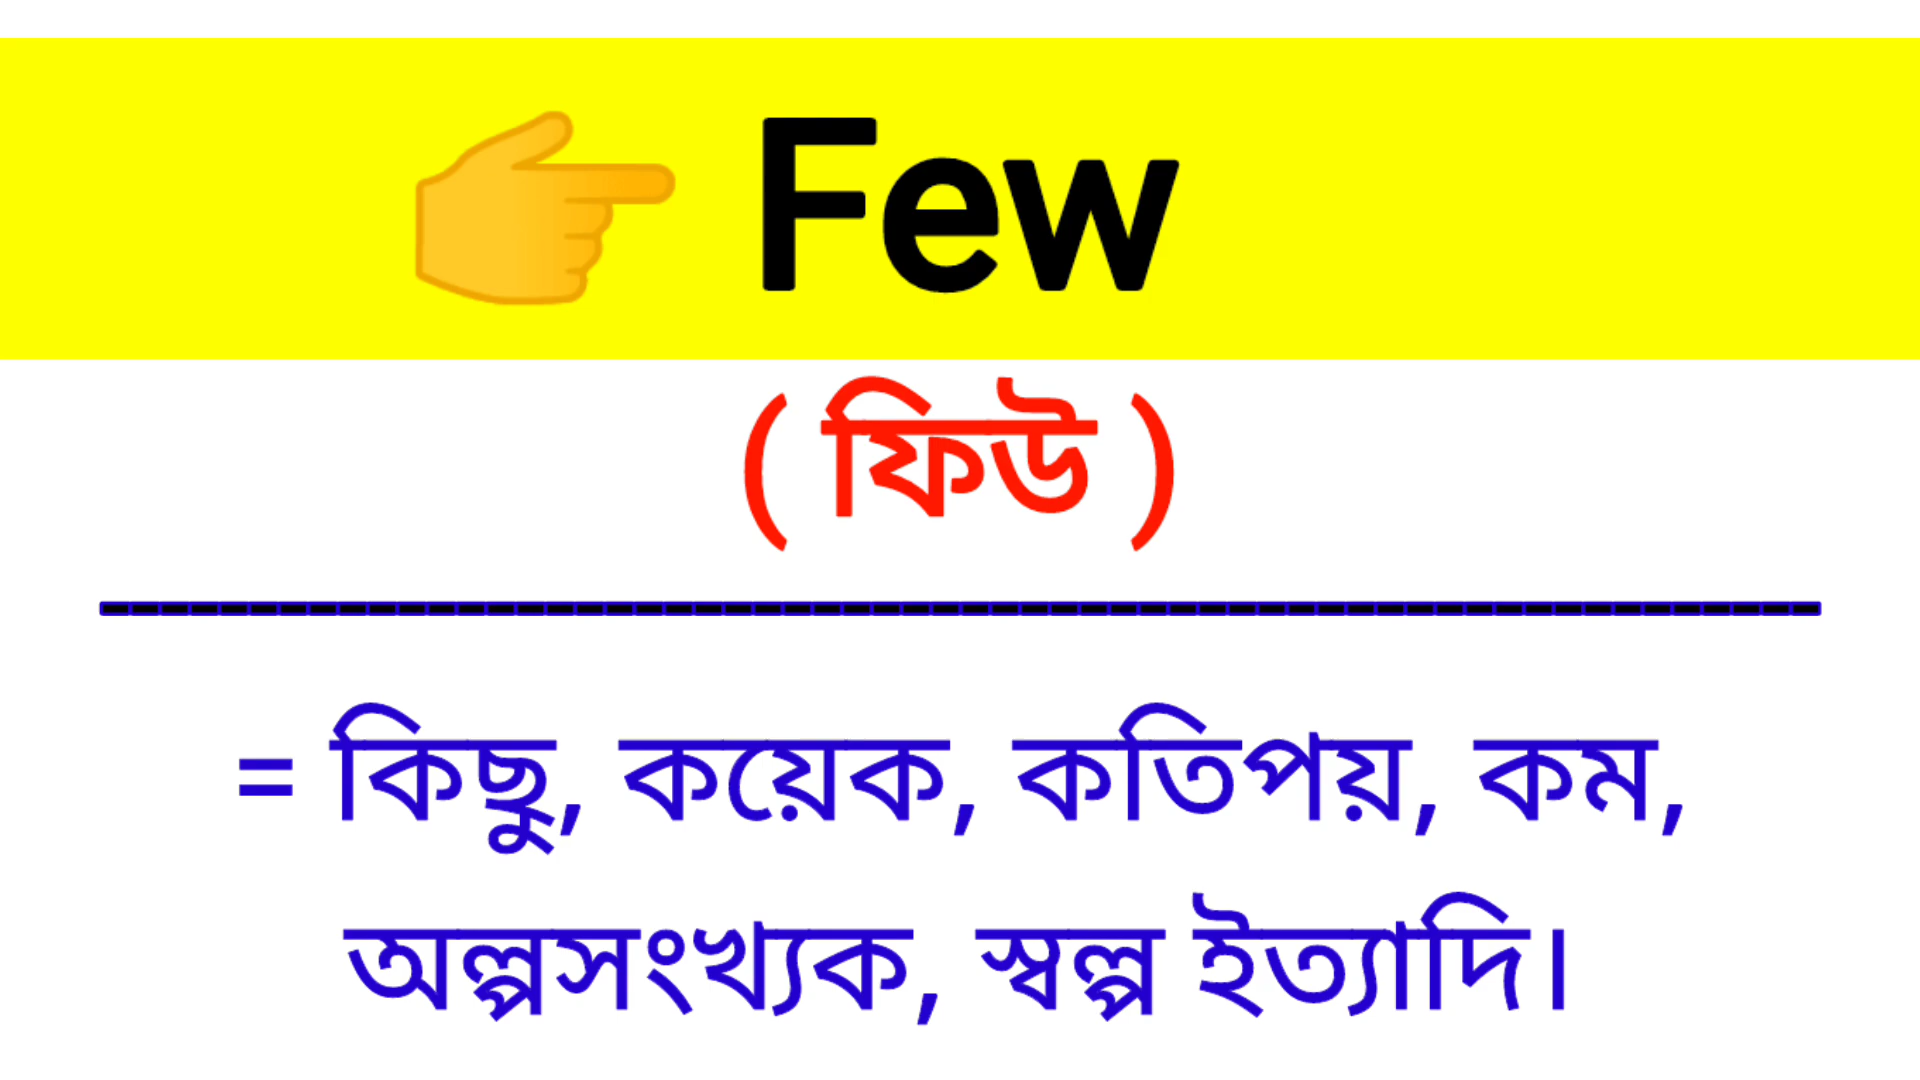 👉 Few
( ফিউ )
---------------------------------------------------------
= কিছু, কয়েক, কতিপয়, কম,
অল্পসংখ্যক, স্বল্প ইত্যাদি।